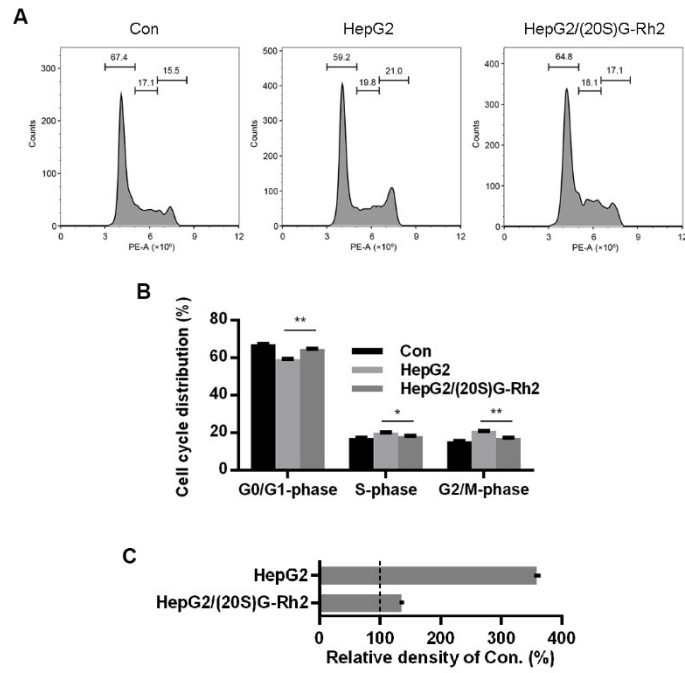 A
Con
HepG2
HepG2/(20S)G-Rh2
300
200
100
0
Counts
67.4
17.1
15.5
0 3 6 9 12
PE-A (×10⁶)
500
400
300
200
100
0
Counts
59.2
19.8
21.0
0 3 6 9 12
PE-A (×10⁶)
400
300
200
100
0
Counts
64.8
18.1
17.1
0 3 6 9 12
PE-A (×10⁶)
B
Cell cycle distribution (%)
80
60
40
20
0
**
*
**
Con
HepG2
HepG2/(20S)G-Rh2
G0/G1-phase S-phase G2/M-phase
C
HepG2
HepG2/(20S)G-Rh2
0 100 200 300 400
Relative density of Con. (%)